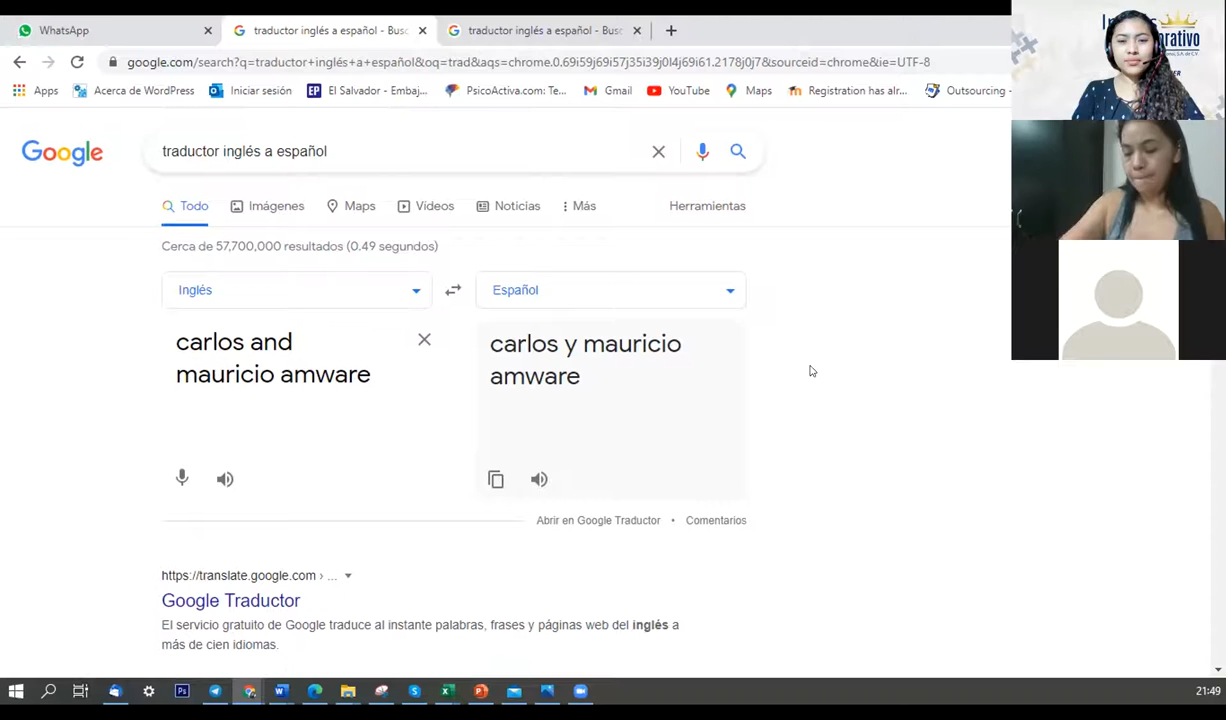 WhatsApp
traductor inglés a español - Busc
traductor inglés a español - Busc
google.com/search?q=traductor+inglés+a+español&oq=trad&aqs=chrome.0.69i59j69i57j35i39j0l4j69i61.2178j0j7&sourceid=chrome&ie=UTF-8
Apps
Acerca de WordPress
Iniciar sesión
EP
El Salvador - Embaj...
PsicoActiva.com: Te...
Gmail
YouTube
Maps
Registration has alr...
Outsourcing -
Google
traductor inglés a español
Todo
Imágenes
Maps
Vídeos
Noticias
Más
Herramientas
Cerca de 57,700,000 resultados (0.49 segundos)
Inglés
Español
carlos and
mauricio amware
carlos y mauricio
amware
Abrir en Google Traductor • Comentarios
https://translate.google.com › ...
Google Traductor
El servicio gratuito de Google traduce al instante palabras, frases y páginas web del inglés a
más de cien idiomas.
Ps
21:49